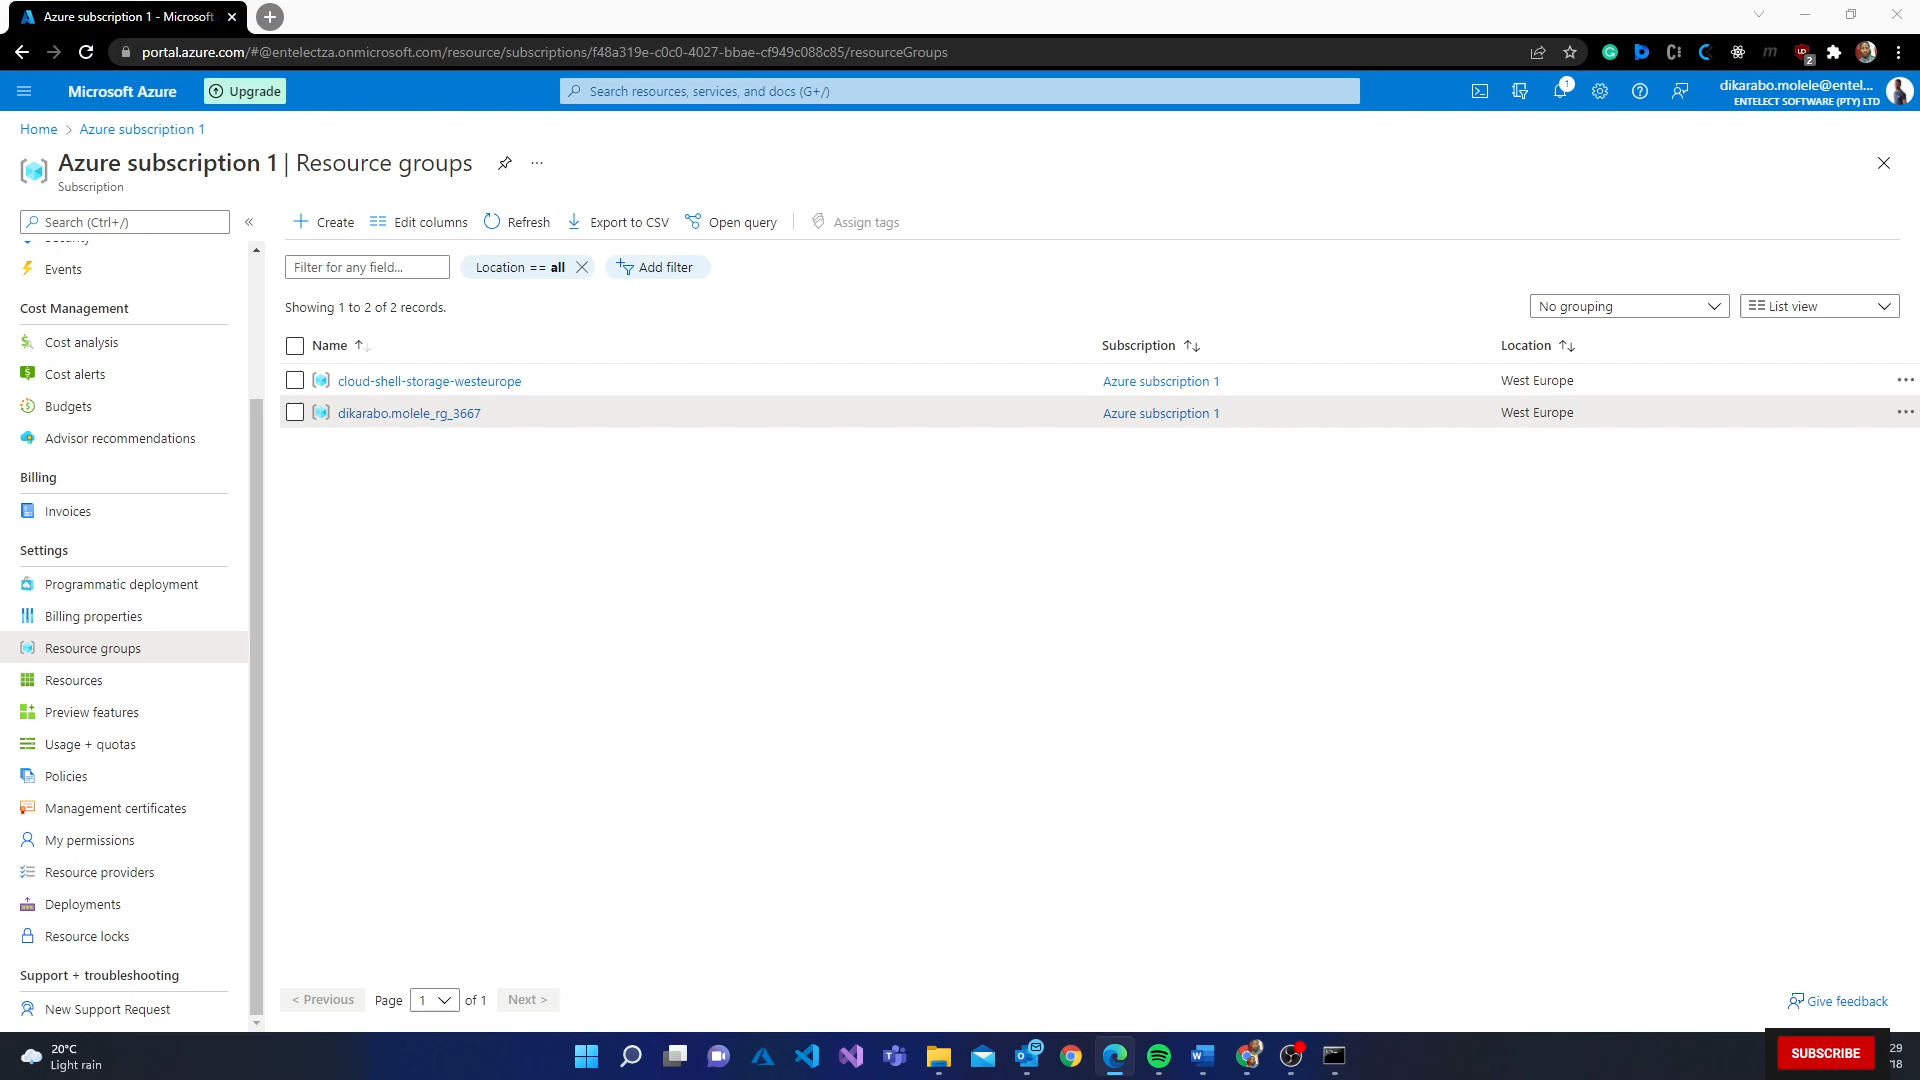 Azure subscription 1 - Microsoft
portal.azure.com/#@entelectza.onmicrosoft.com/resource/subscriptions/f48a319e-c0c0-4027-bbae-cf949c088c85/resourceGroups
2
Microsoft Azure
Upgrade
Search resources, services, and docs (G+/)
1
dikarabo.molele@entel...
ENTELECT SOFTWARE (PTY) LTD
Home > Azure subscription 1
Azure subscription 1 | Resource groups
...
Subscription
Search (Ctrl+/)
«
Create
Edit columns
Refresh
Export to CSV
Open query
Assign tags
Events
Cost Management
Cost analysis
Cost alerts
Budgets
Advisor recommendations
Billing
Invoices
Settings
Programmatic deployment
Billing properties
Resource groups
Resources
Preview features
Usage + quotas
Policies
Management certificates
My permissions
Resource providers
Deployments
Resource locks
Support + troubleshooting
New Support Request
Filter for any field...
Location == all
Add filter
Showing 1 to 2 of 2 records.
No grouping
List view
Name ↑↓
Subscription ↑↓
Location ↑↓
cloud-shell-storage-westeurope
Azure subscription 1
West Europe
...
dikarabo.molele_rg_3667
Azure subscription 1
West Europe
...
< Previous
Page 1 of 1
Next >
Give feedback
20°C
Light rain
SUBSCRIBE
29
'18